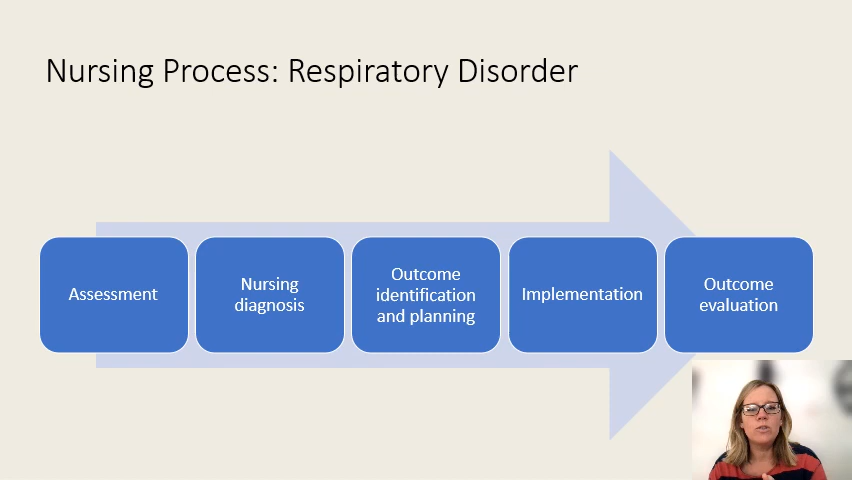 Nursing Process: Respiratory Disorder
Assessment
Nursing
diagnosis
Outcome
identification
and planning
Implementation
Outcome
evaluation